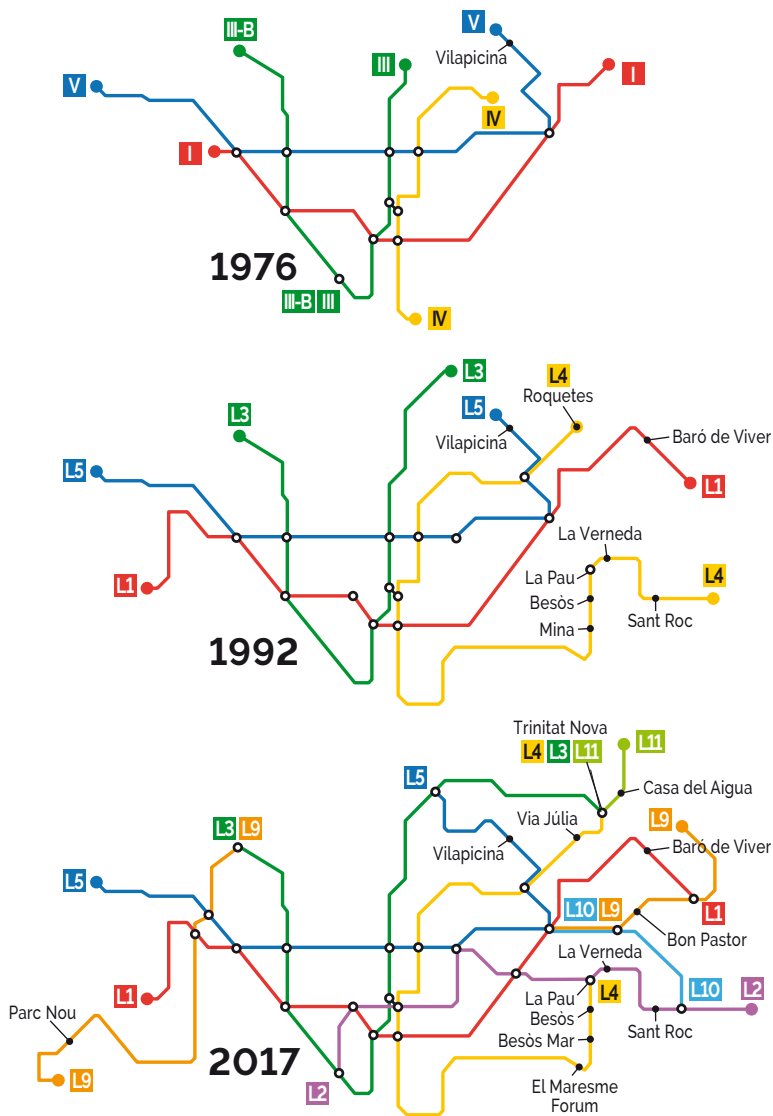 III-B
V
III
Vilapicina
I
V
IV
I
1976
III-B III
IV
L3
L4
Roquetes
L3
L5
Vilapicina
Baró de Viver
L5
L1
La Verneda
L1
La Pau
L4
Besòs
Sant Roc
Mina
1992
Trinitat Nova
L4 L3 L11
L11
L5
Casa del Aigua
Via Júlia
L9
L3 L9
Vilapicina
Baró de Viver
L5
L10 L9
L1
Bon Pastor
La Verneda
L1
La Pau
L4
L10
L2
Parc Nou
Besòs
Sant Roc
Besòs Mar
2017
L9
L2
El Maresme
Forum